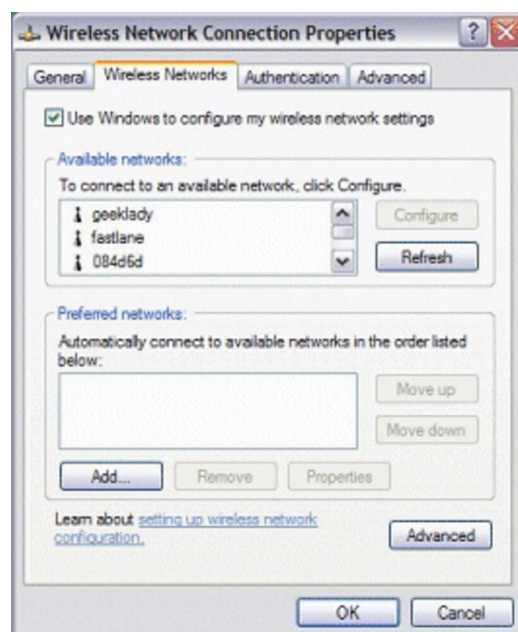 Wireless Network Connection Properties
General Wireless Networks Authentication Advanced
Use Windows to configure my wireless network settings
Available networks:
To connect to an available network, click Configure.
geeklady
fastlane
084d6d
Configure
Refresh
Preferred networks:
Automatically connect to available networks in the order listed
below:
Move up
Move down
Add... Remove Properties
Learn about setting up wireless network
configuration.
Advanced
OK Cancel